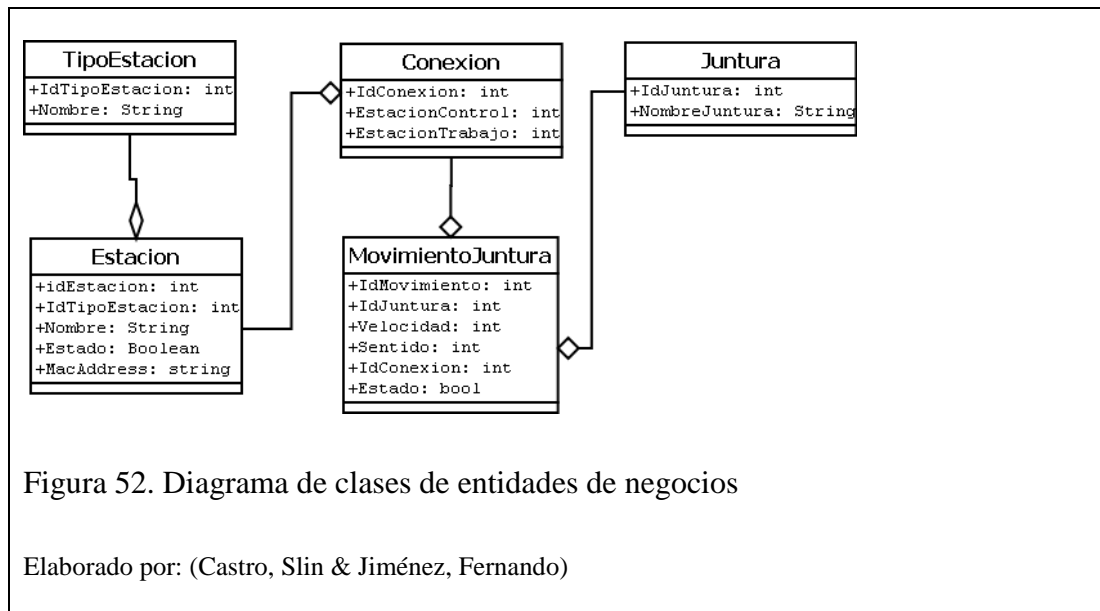 TipoEstacion
+IdTipoEstacion: int
+Nombre: String
Conexion
+IdConexion: int
+EstacionControl: int
+EstacionTrabajo: int
Juntura
+IdJuntura: int
+NombreJuntura: String
Estacion
+idEstacion: int
+IdTipoEstacion: int
+Nombre: String
+Estado: Boolean
+MacAddress: string
MovimientoJuntura
+IdMovimiento: int
+IdJuntura: int
+Velocidad: int
+Sentido: int
+IdConexion: int
+Estado: bool
Figura 52. Diagrama de clases de entidades de negocios
Elaborado por: (Castro, Slin & Jiménez, Fernando)